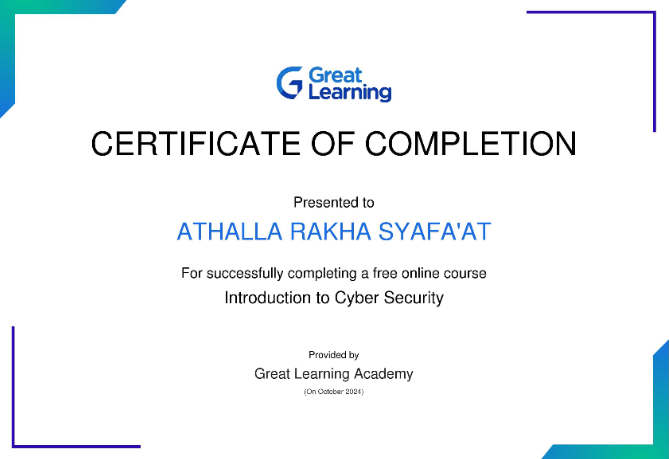 Great
Learning
CERTIFICATE OF COMPLETION
Presented to
ATHALLA RAKHA SYAFA'AT
For successfully completing a free online course
Introduction to Cyber Security
Provided by
Great Learning Academy
(On October 2024)